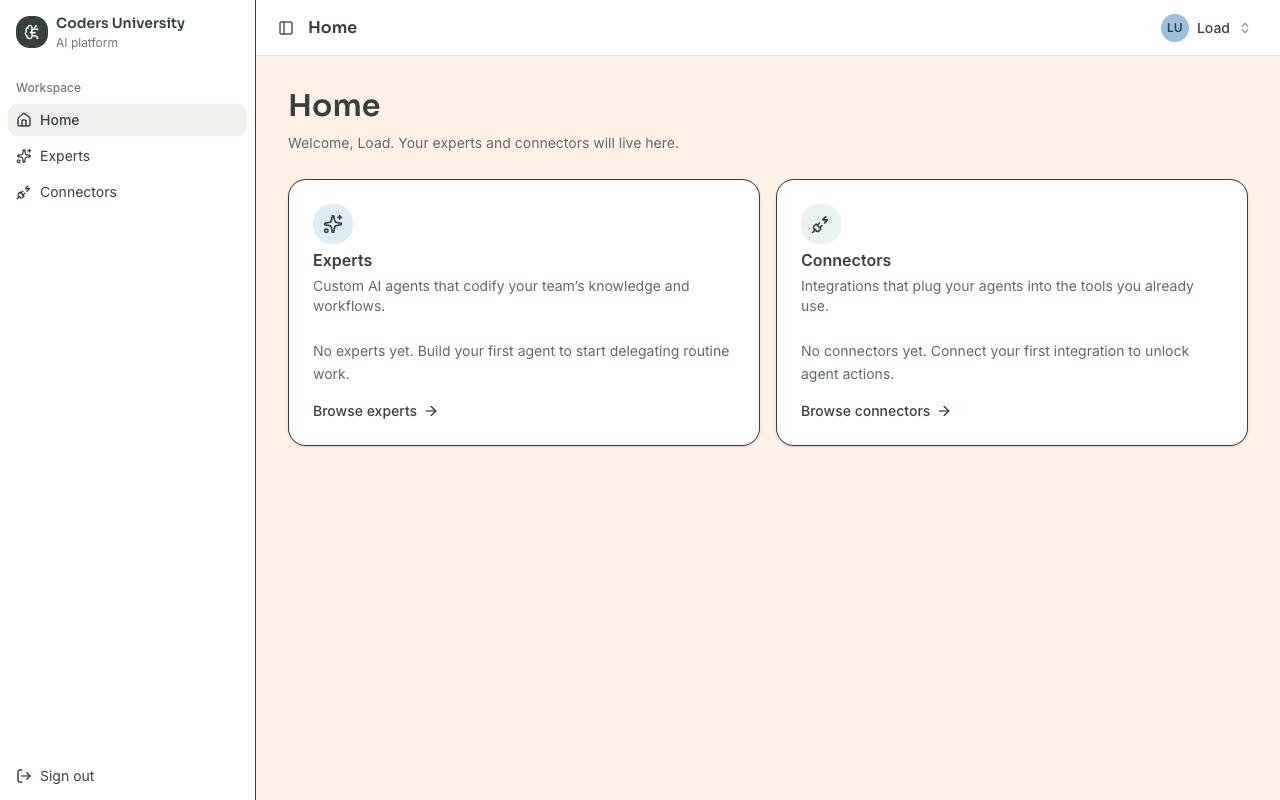 Coders University
AI platform
Workspace
Home
Experts
Connectors
Sign out
Home
LU
Load
Home
Welcome, Load. Your experts and connectors will live here.
Experts
Custom AI agents that codify your team’s knowledge and
workflows.
No experts yet. Build your first agent to start delegating routine
work.
Browse experts
Connectors
Integrations that plug your agents into the tools you already
use.
No connectors yet. Connect your first integration to unlock
agent actions.
Browse connectors